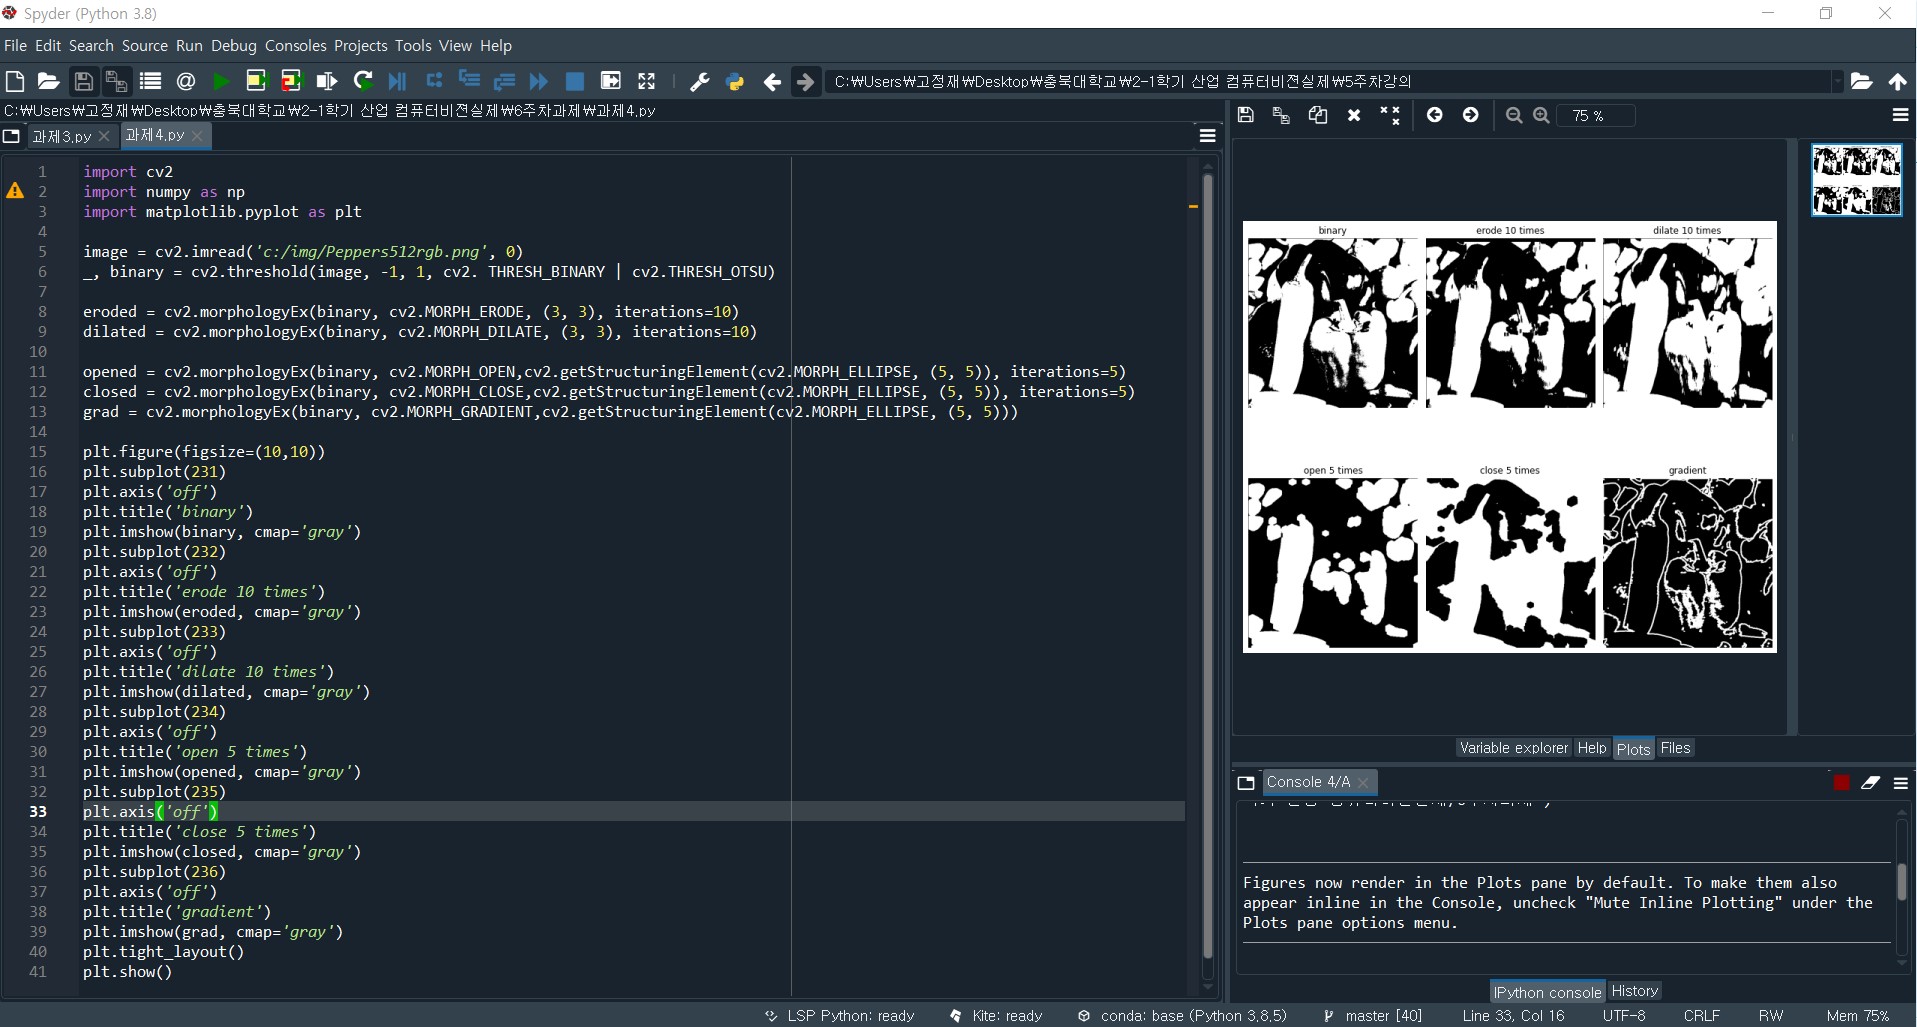 Spyder (Python 3.8)
File Edit Search Source Run Debug Consoles Projects Tools View Help
C:₩Users₩고정재₩Desktop₩충북대학교₩2-1학기 산업 컴퓨터비젼실제₩5주차강의
C:₩Users₩고정재₩Desktop₩충북대학교₩2-1학기 산업 컴퓨터비젼실제₩6주차과제₩과제4.py
과제3.py
과제4.py
1 import cv2
2 import numpy as np
3 import matplotlib.pyplot as plt
4
5 image = cv2.imread('c:/img/Peppers512rgb.png', 0)
6 _, binary = cv2.threshold(image, -1, 1, cv2. THRESH_BINARY | cv2.THRESH_OTSU)
7
8 eroded = cv2.morphologyEx(binary, cv2.MORPH_ERODE, (3, 3), iterations=10)
9 dilated = cv2.morphologyEx(binary, cv2.MORPH_DILATE, (3, 3), iterations=10)
10
11 opened = cv2.morphologyEx(binary, cv2.MORPH_OPEN,cv2.getStructuringElement(cv2.MORPH_ELLIPSE, (5, 5)), iterations=5)
12 closed = cv2.morphologyEx(binary, cv2.MORPH_CLOSE,cv2.getStructuringElement(cv2.MORPH_ELLIPSE, (5, 5)), iterations=5)
13 grad = cv2.morphologyEx(binary, cv2.MORPH_GRADIENT,cv2.getStructuringElement(cv2.MORPH_ELLIPSE, (5, 5)))
14
15 plt.figure(figsize=(10,10))
16 plt.subplot(231)
17 plt.axis('off')
18 plt.title('binary')
19 plt.imshow(binary, cmap='gray')
20 plt.subplot(232)
21 plt.axis('off')
22 plt.title('erode 10 times')
23 plt.imshow(eroded, cmap='gray')
24 plt.subplot(233)
25 plt.axis('off')
26 plt.title('dilate 10 times')
27 plt.imshow(dilated, cmap='gray')
28 plt.subplot(234)
29 plt.axis('off')
30 plt.title('open 5 times')
31 plt.imshow(opened, cmap='gray')
32 plt.subplot(235)
33 plt.axis('off')
34 plt.title('close 5 times')
35 plt.imshow(closed, cmap='gray')
36 plt.subplot(236)
37 plt.axis('off')
38 plt.title('gradient')
39 plt.imshow(grad, cmap='gray')
40 plt.tight_layout()
41 plt.show()
75 %
binary erode 10 times dilate 10 times
open 5 times close 5 times gradient
Variable explorer Help Plots Files
Console 4/A
Figures now render in the Plots pane by default. To make them also
appear inline in the Console, uncheck "Mute Inline Plotting" under the
Plots pane options menu.
IPython console History
LSP Python: ready Kite: ready conda: base (Python 3.8.5) master [40] Line 33, Col 16 UTF-8 CRLF RW Mem 75%